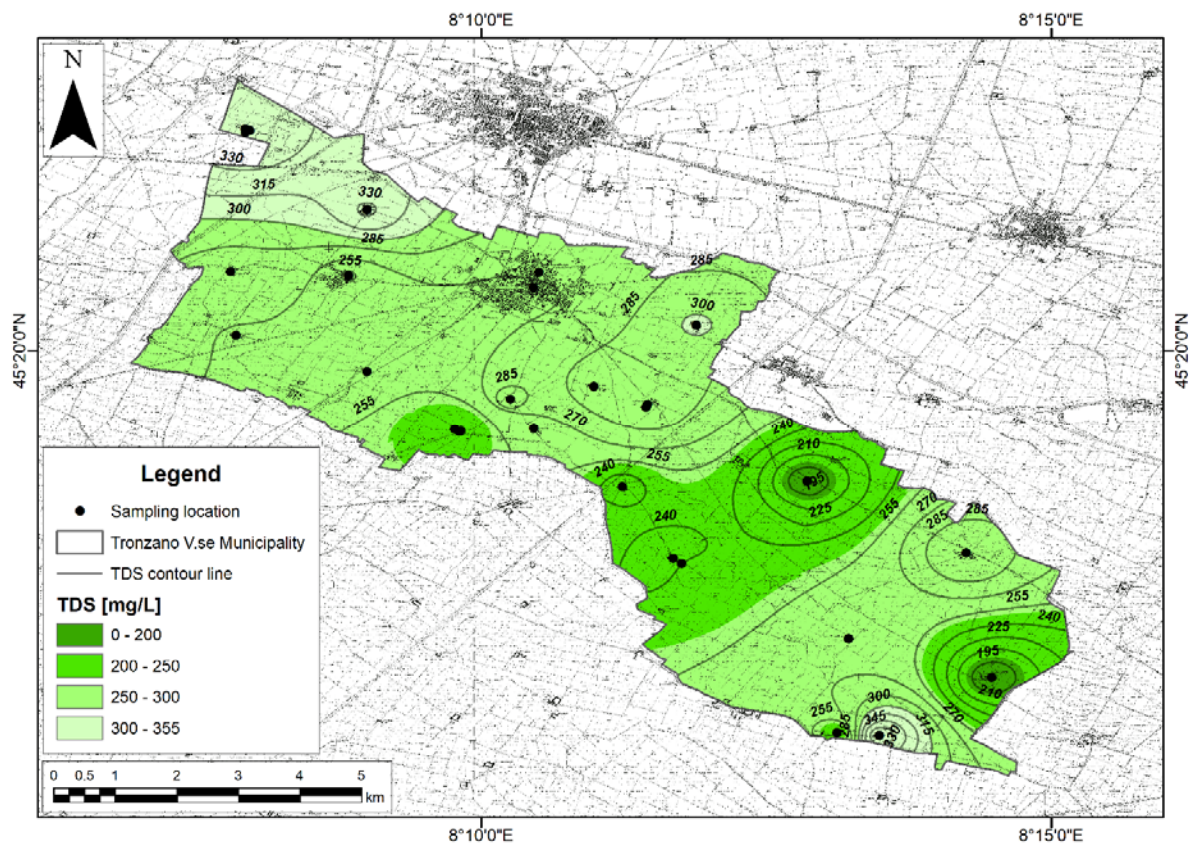 8°10'0"E
8°15'0"E
N
330
315
330
300
285
255
285
285
300
45°20'0"N
45°20'0"N
285
255
270
240
210
255
195
240
225
270
255
285
285
240
255
240
225
195
210
300
270
255
285
345
315
330
Legend
Sampling location
Tronzano V.se Municipality
TDS contour line
TDS [mg/L]
0 - 200
200 - 250
250 - 300
300 - 355
0 0.5 1 2 3 4 5
km
8°10'0"E
8°15'0"E